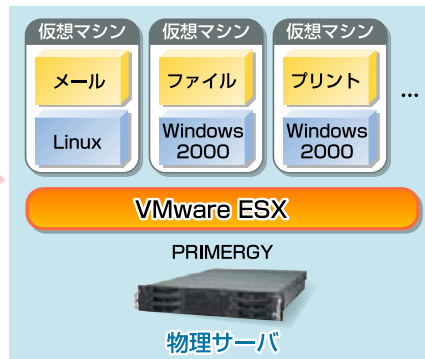 仮想マシン
仮想マシン
仮想マシン
メール
ファイル
プリント
Linux
Windows
2000
Windows
2000
...
VMware ESX
PRIMERGY
物理サーバ